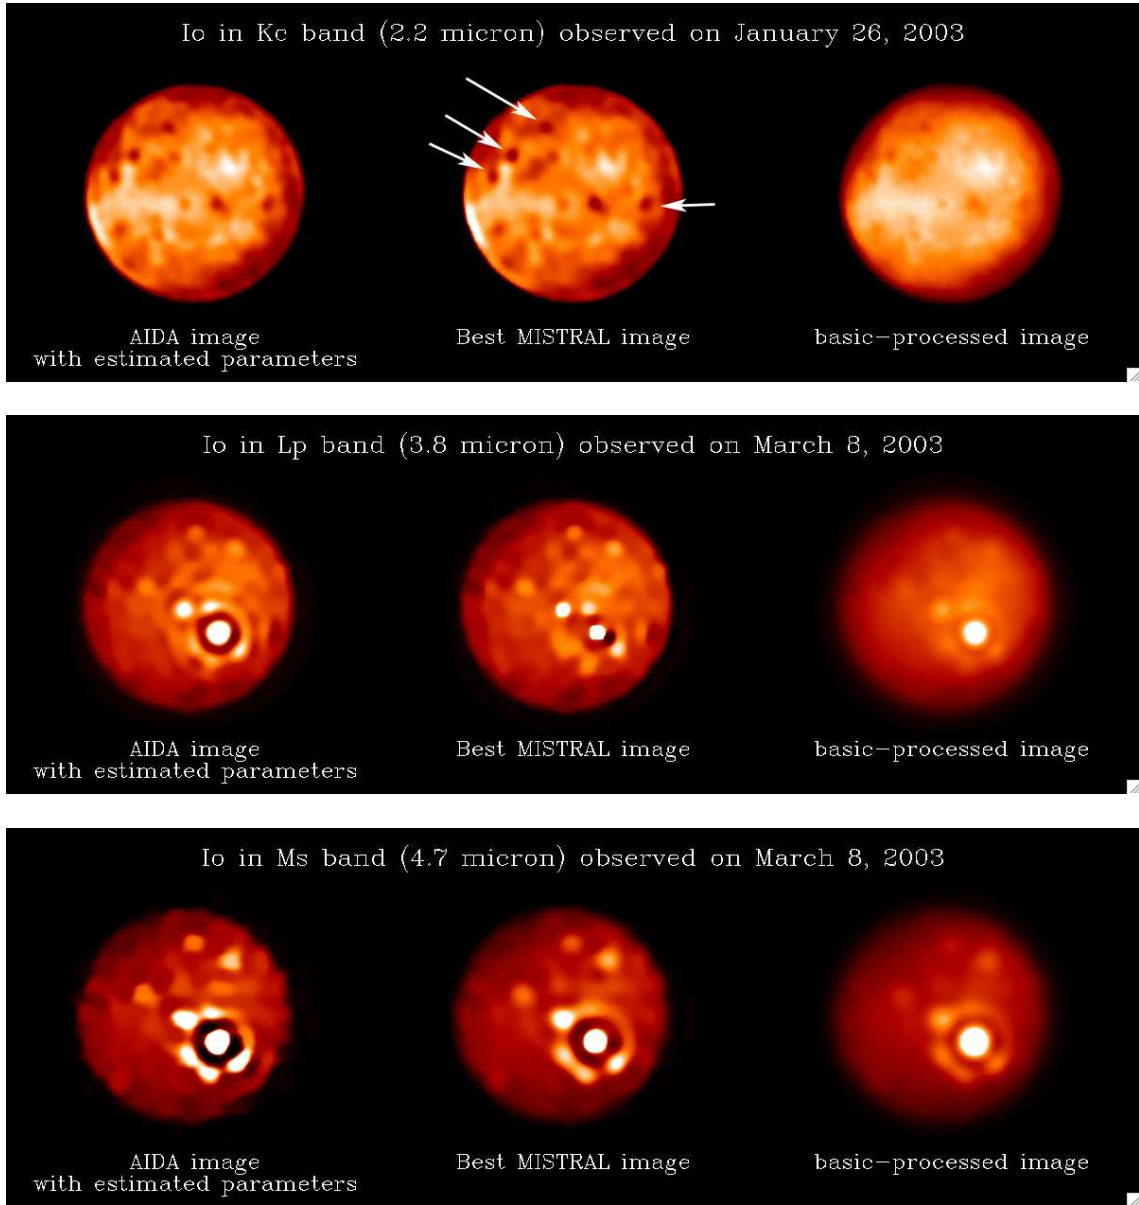 Io in Kc band (2.2 micron) observed on January 26, 2003
AIDA image
with estimated parameters
Best MISTRAL image
basic-processed image
Io in Lp band (3.8 micron) observed on March 8, 2003
AIDA image
with estimated parameters
Best MISTRAL image
basic-processed image
Io in Ms band (4.7 micron) observed on March 8, 2003
AIDA image
with estimated parameters
Best MISTRAL image
basic-processed image